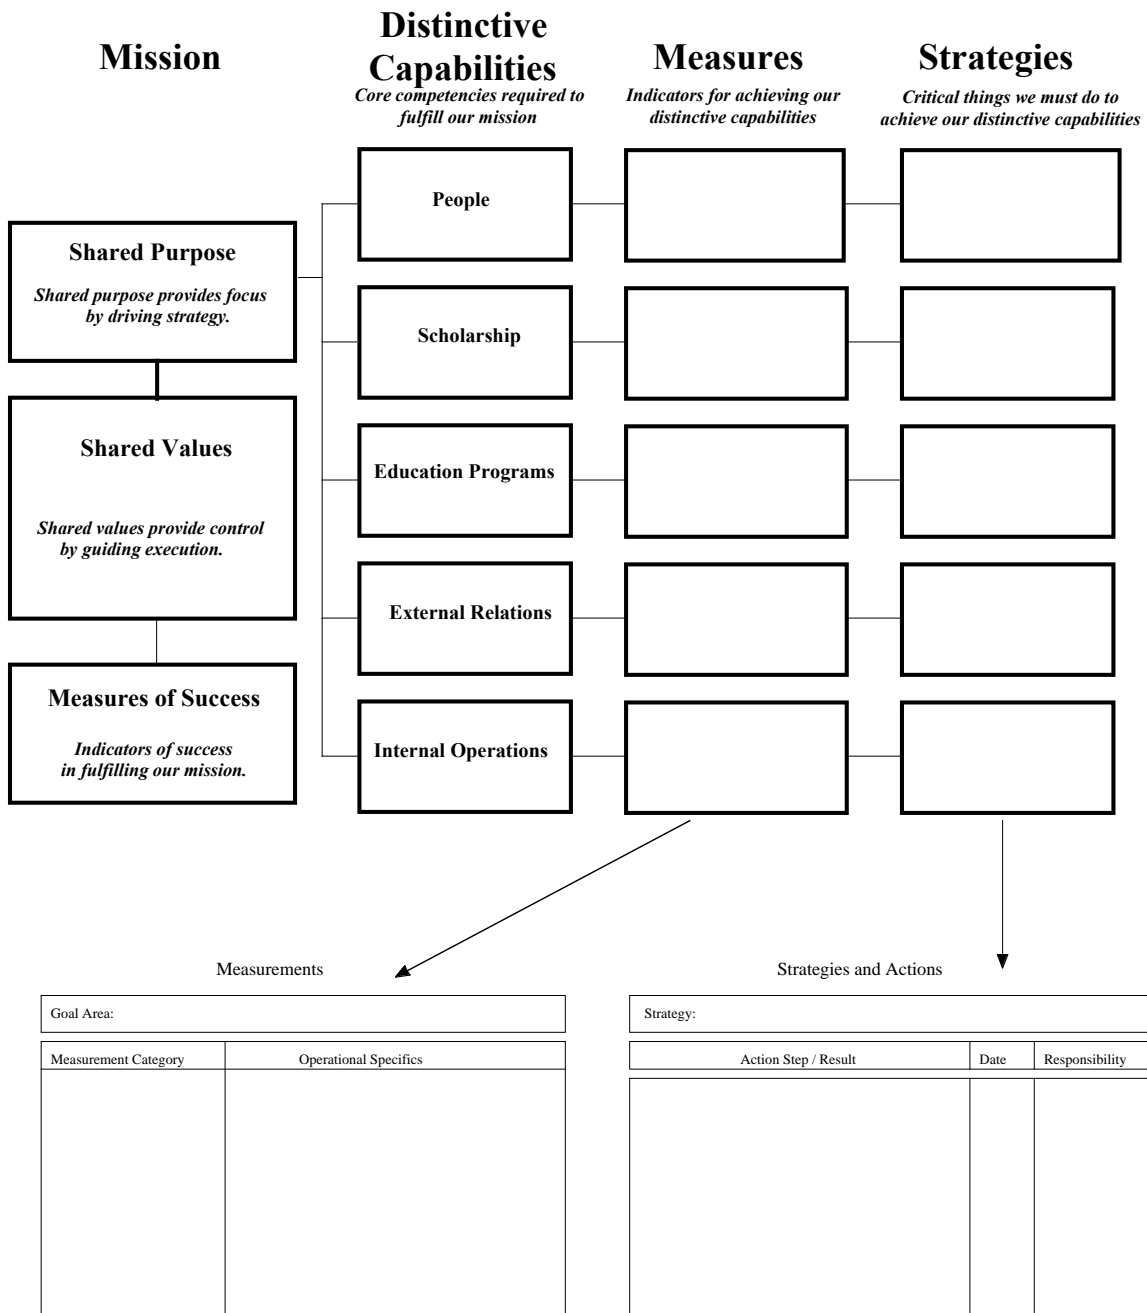 Mission
Distinctive
Capabilities
Core competencies required to
fulfill our mission
Measures
Indicators for achieving our
distinctive capabilities
Strategies
Critical things we must do to
achieve our distinctive capabilities
Shared Purpose
Shared purpose provides focus
by driving strategy.
Shared Values
Shared values provide control
by guiding execution.
Measures of Success
Indicators of success
in fulfilling our mission.
People
Scholarship
Education Programs
External Relations
Internal Operations
Measurements
Goal Area:
Measurement Category
Operational Specifics
Strategies and Actions
Strategy:
Action Step / Result
Date
Responsibility